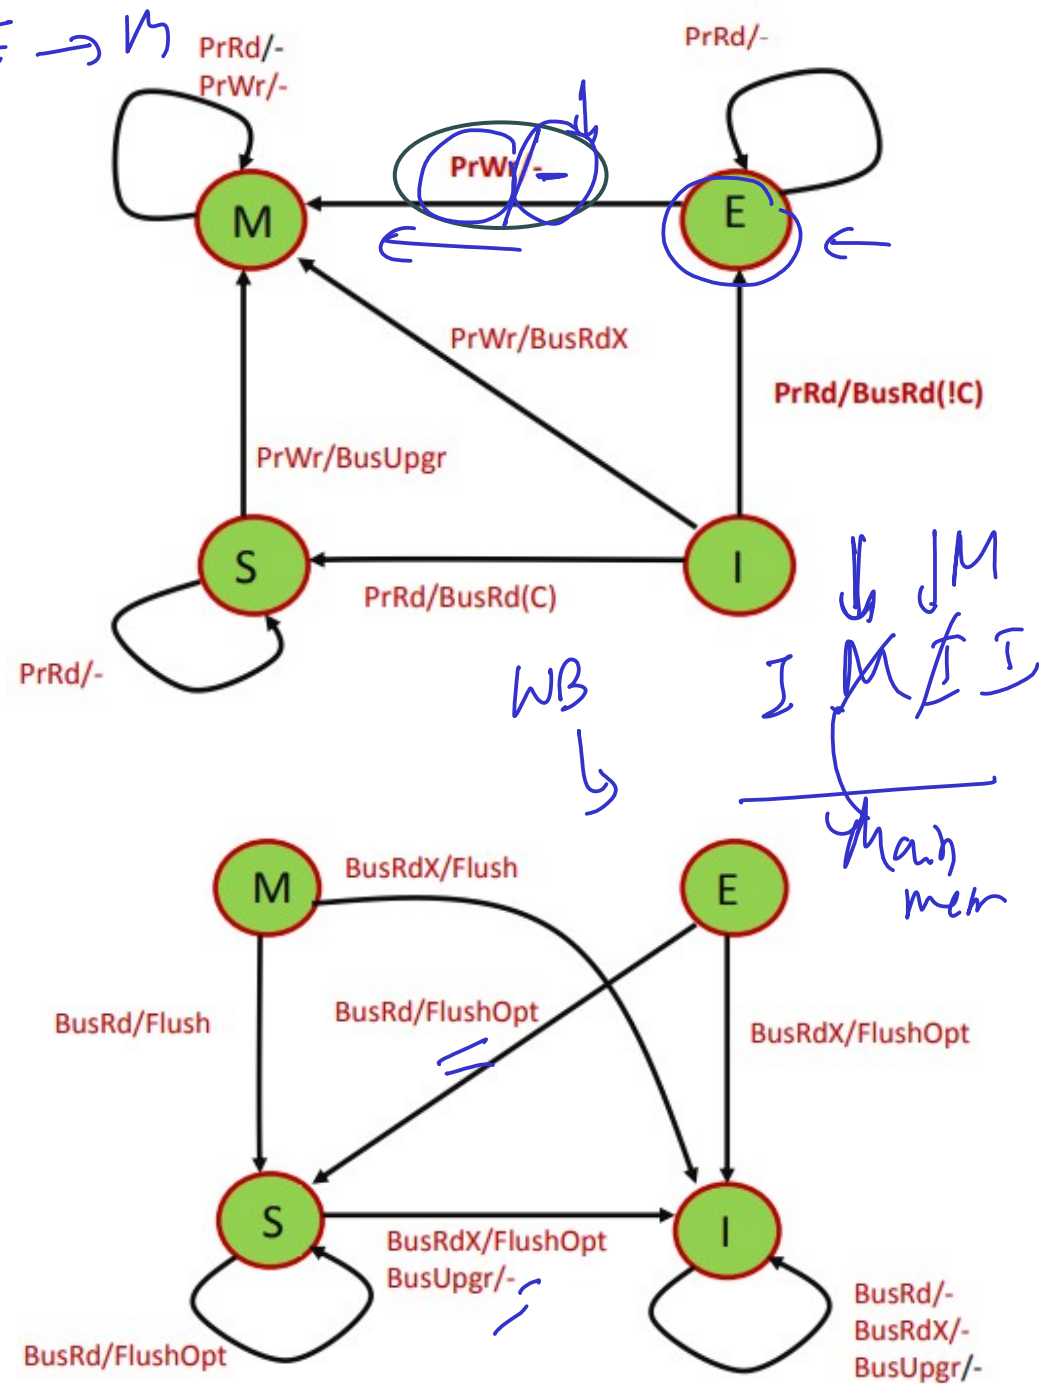 E → M
PrRd/-
PrWr/-
PrRd/-
PrWr/-
M
E
PrWr/BusRdX
PrRd/BusRd(!C)
PrWr/BusUpgr
S
I
PrRd/BusRd(C)
PrRd/-
M
I M I I
WB
Main
mem
M
BusRdX/Flush
E
BusRd/Flush
BusRd/FlushOpt
BusRdX/FlushOpt
S
I
BusRdX/FlushOpt
BusUpgr/-
BusRd/FlushOpt
BusRd/-
BusRdX/-
BusUpgr/-